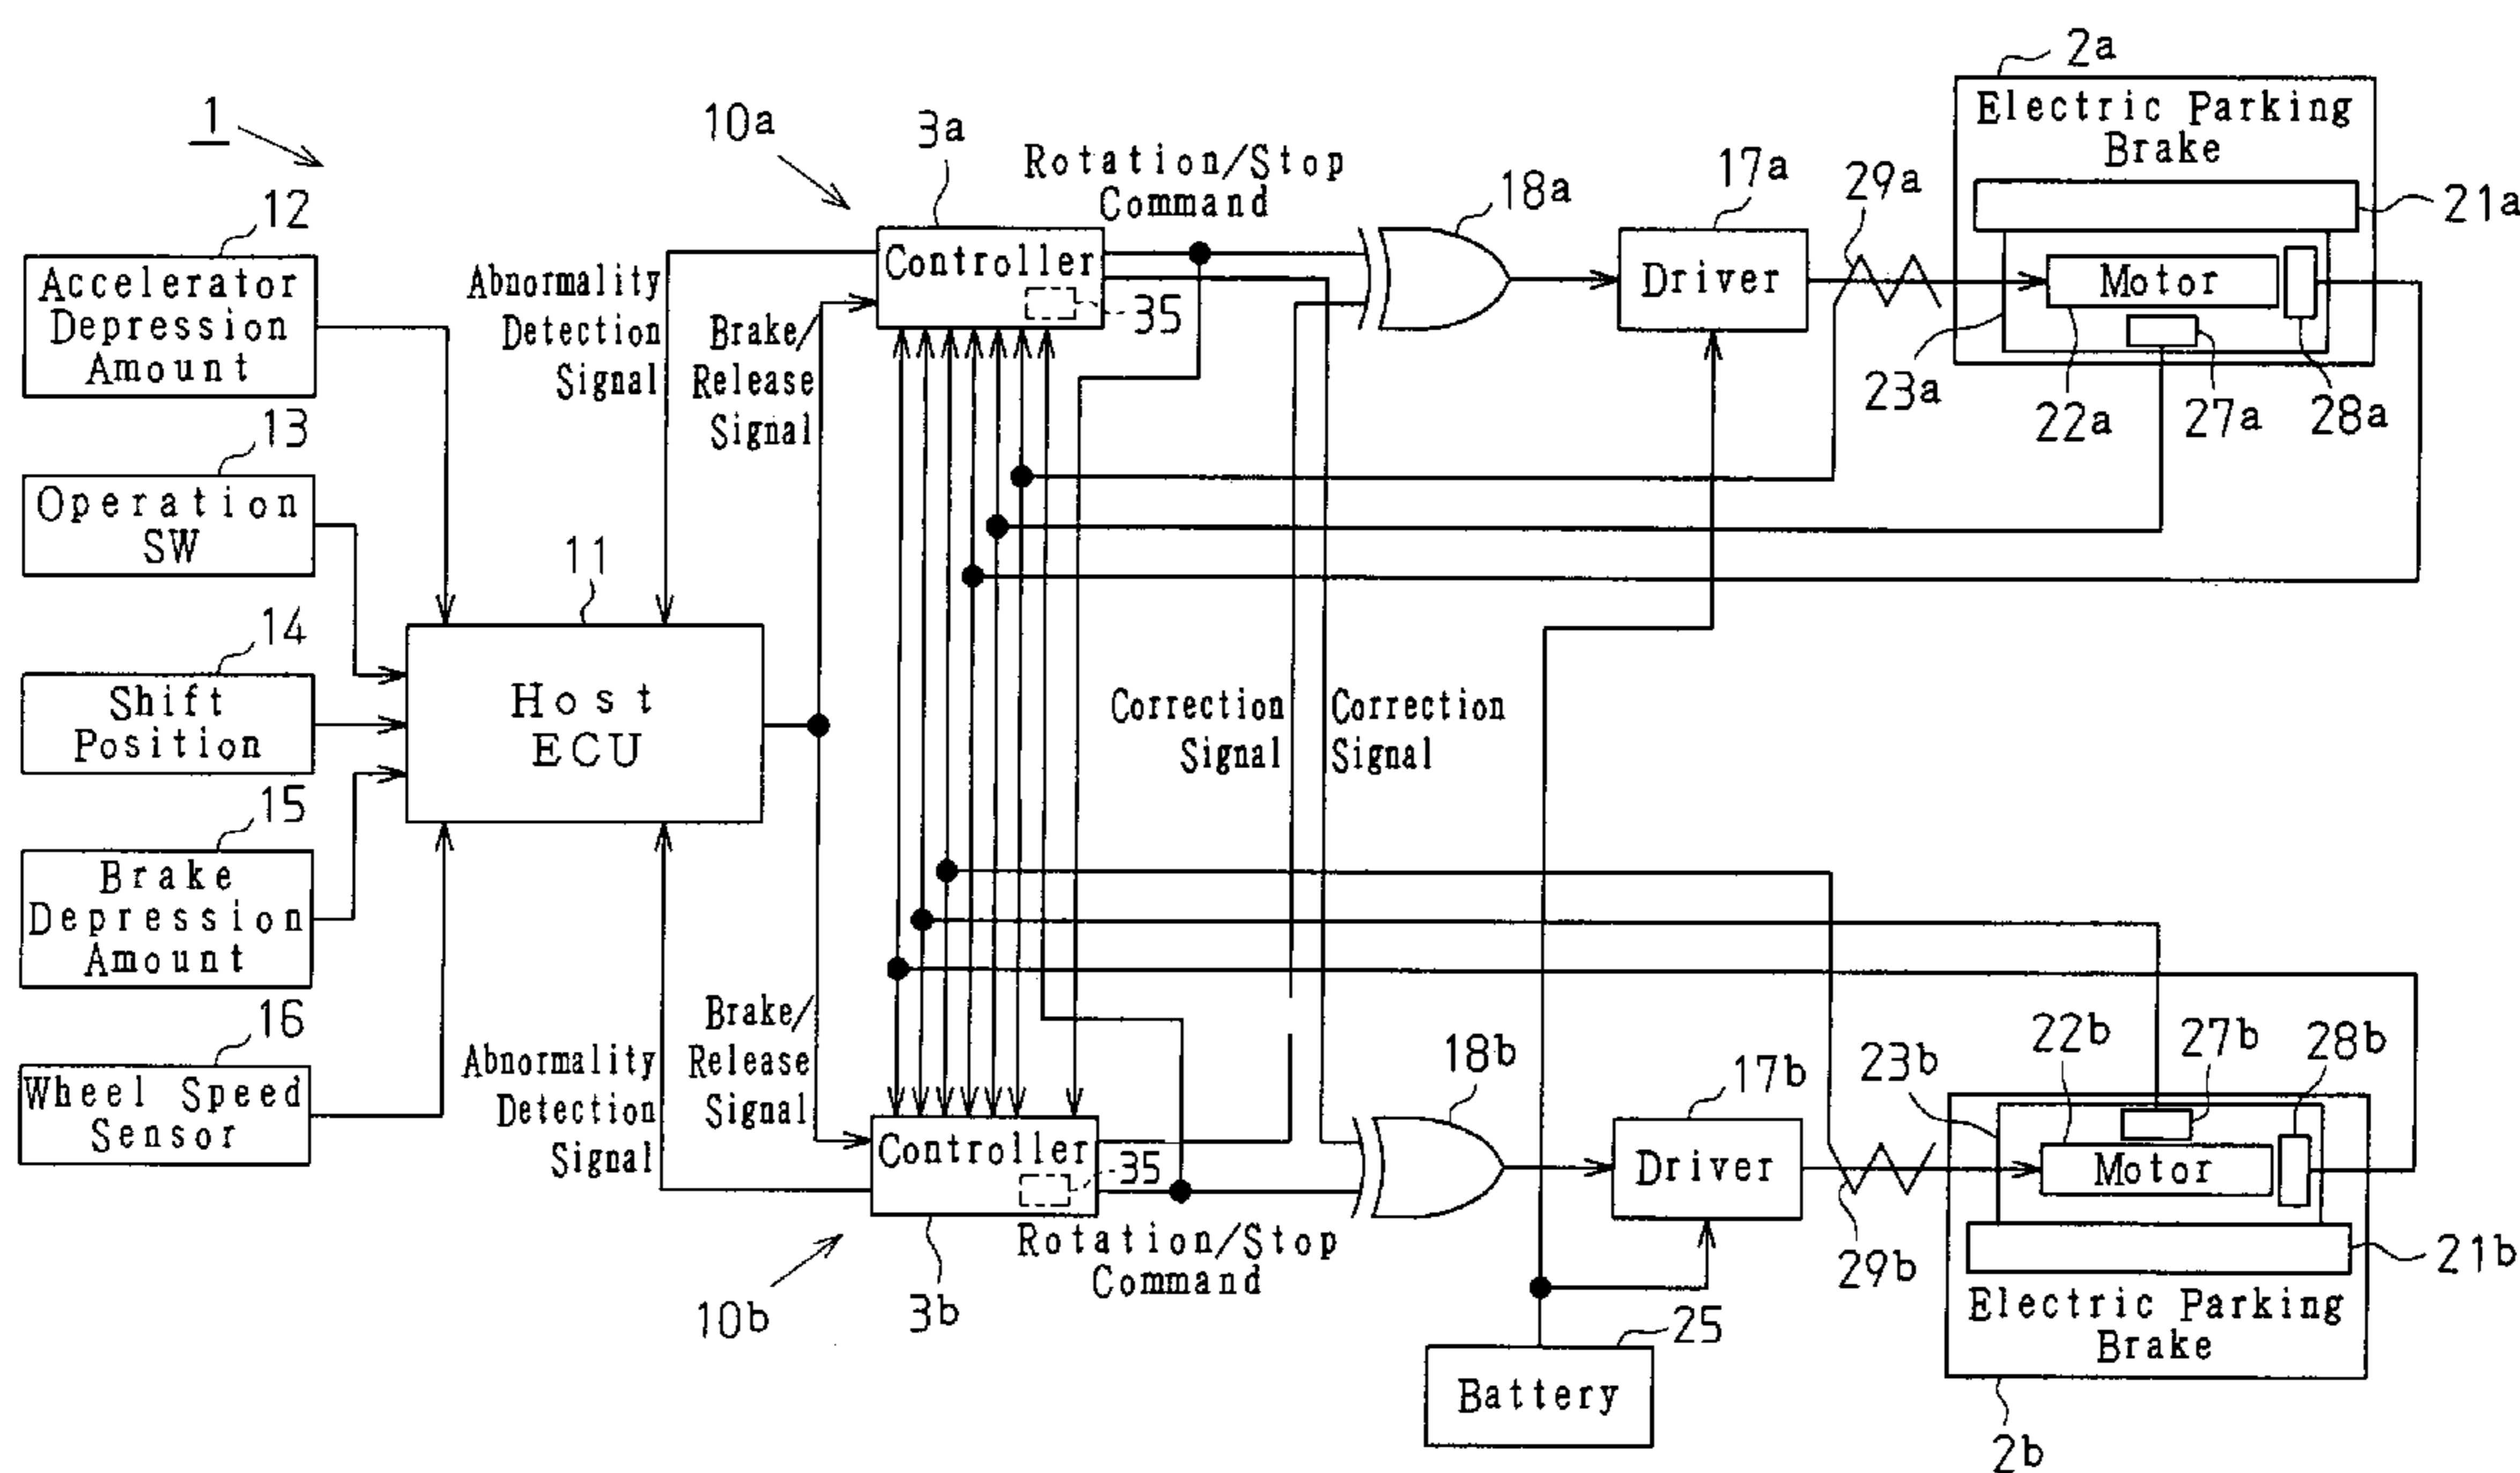 1
12
Accelerator
Depression
Amount
13
Operation
SW
14
Shift
Position
15
Brake
Depression
Amount
16
Wheel Speed
Sensor
11
Host
ECU
Abnormality
Detection
Signal
Brake/
Release
Signal
Abnormality
Detection
Signal
Brake/
Release
Signal
10a
3a
Controller
35
Rotation/Stop
Command
18a
17a
Driver
29a
2a
Electric Parking
Brake
21a
Motor
23a
22a
27a
28a
Correction
Signal
Correction
Signal
10b
3b
Controller
35
Rotation/Stop
Command
18b
17b
Driver
29b
23b
22b
27b
28b
Motor
21b
Electric Parking
Brake
2b
25
Battery